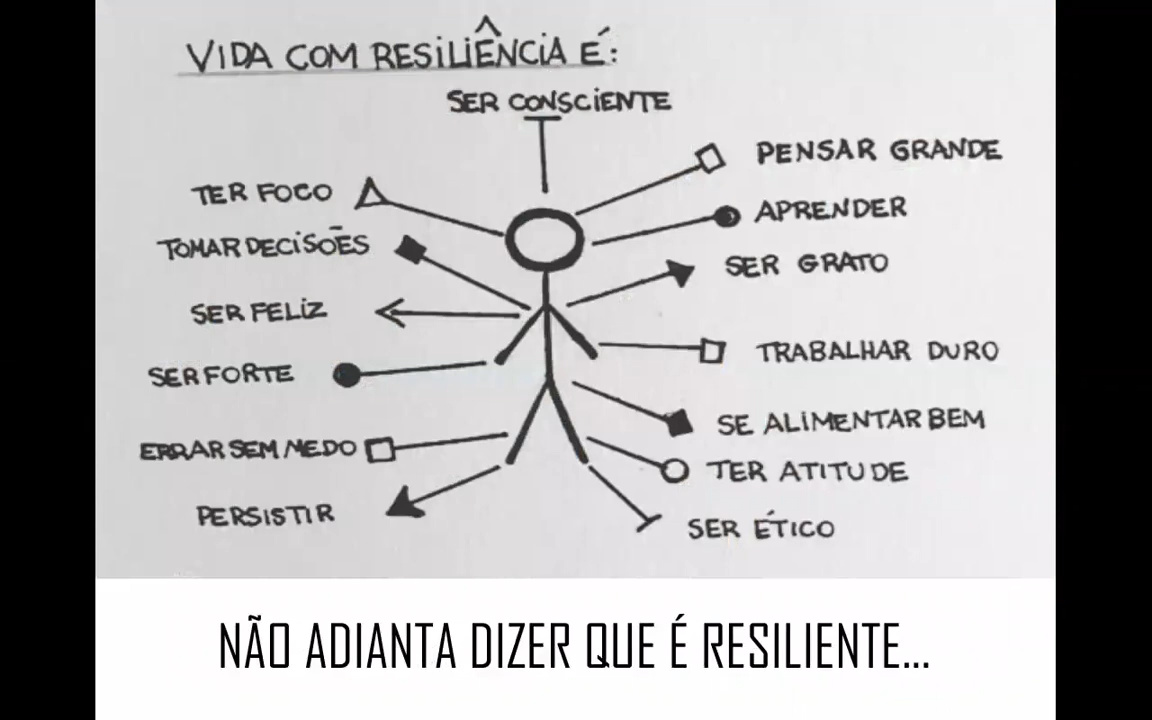 VIDA COM RESILIÊNCIA É:
SER CONSCIENTE
PENSAR GRANDE
TER FOCO
APRENDER
TOMAR DECISÕES
SER GRATO
SER FELIZ
TRABALHAR DURO
SER FORTE
SE ALIMENTAR BEM
ERRAR SEM MEDO
TER ATITUDE
PERSISTIR
SER ÉTICO
NÃO ADIANTA DIZER QUE É RESILIENTE...